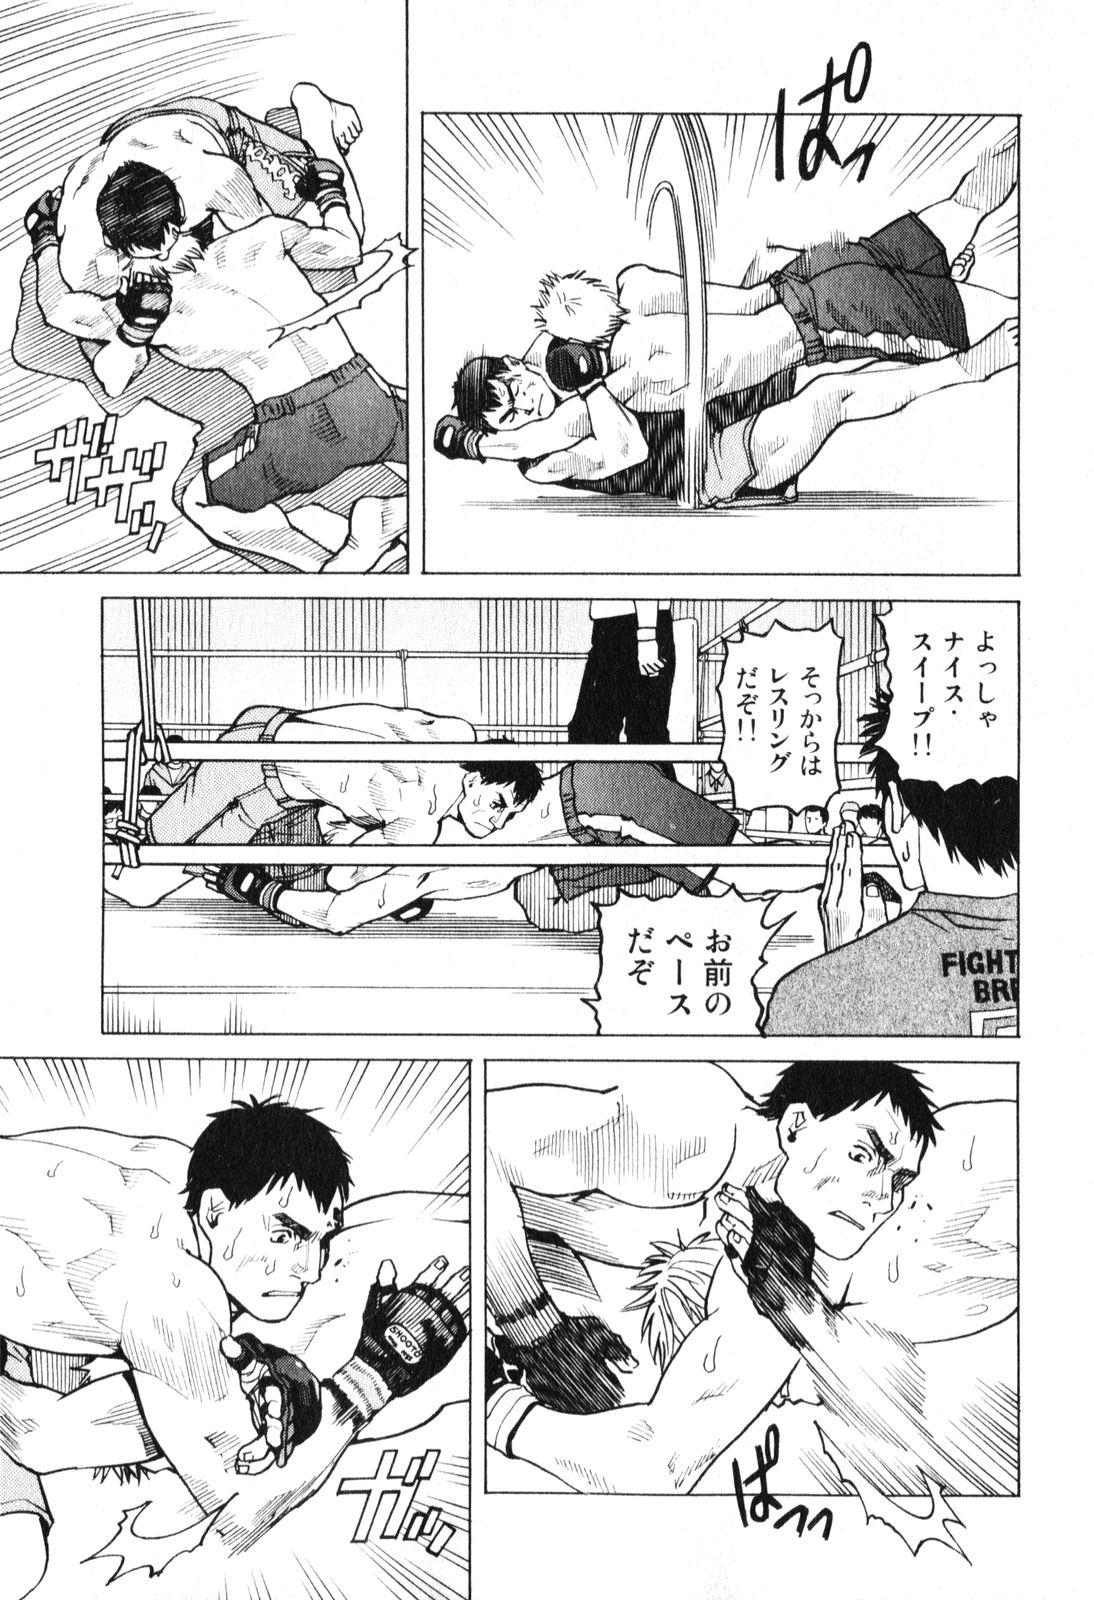 ぱっ
ザザッ
よっしゃ
ナイス・
スイープ!!
そっからは
レスリング
だぞ!!
お前の
ペース
だぞ
FIGHT
BRE
ぱっ
ガッ
SHOOTO